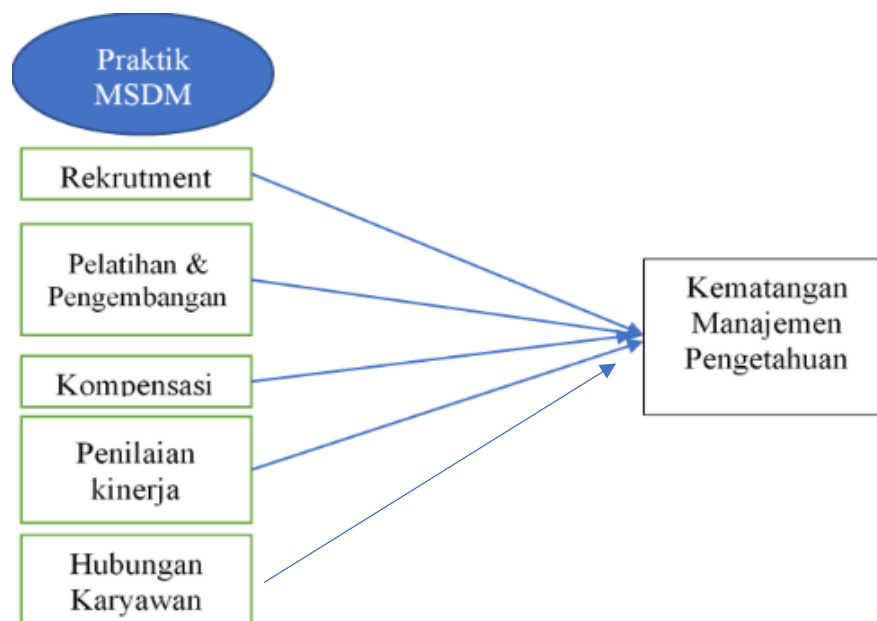 Praktik
MSDM
Rekrutment
Pelatihan &
Pengembangan
Kompensasi
Penilaian
kinerja
Hubungan
Karyawan
Kematangan
Manajemen
Pengetahuan